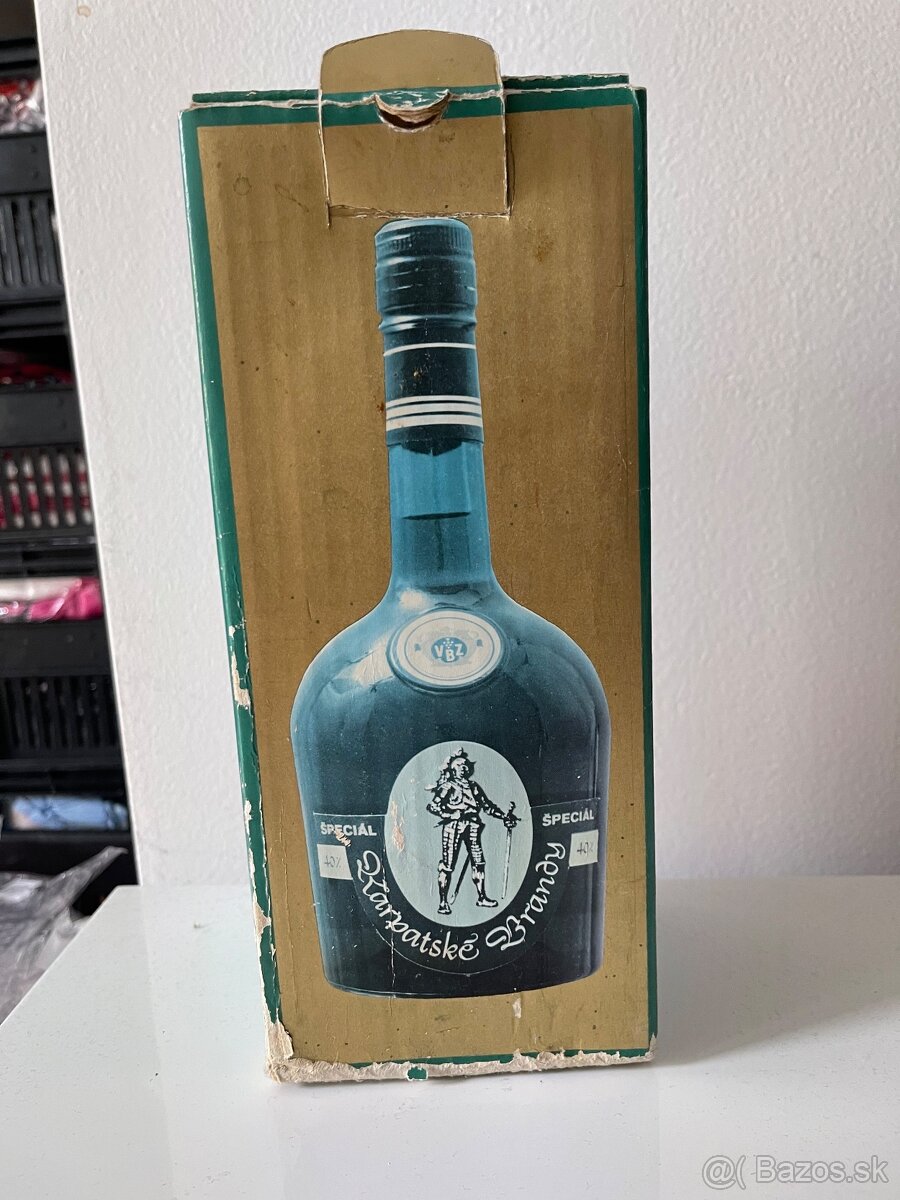 VBZ
ŠPECIÁL ŠPECIÁL
40% 40%
Karpatské Brandy
@( Bazos.sk